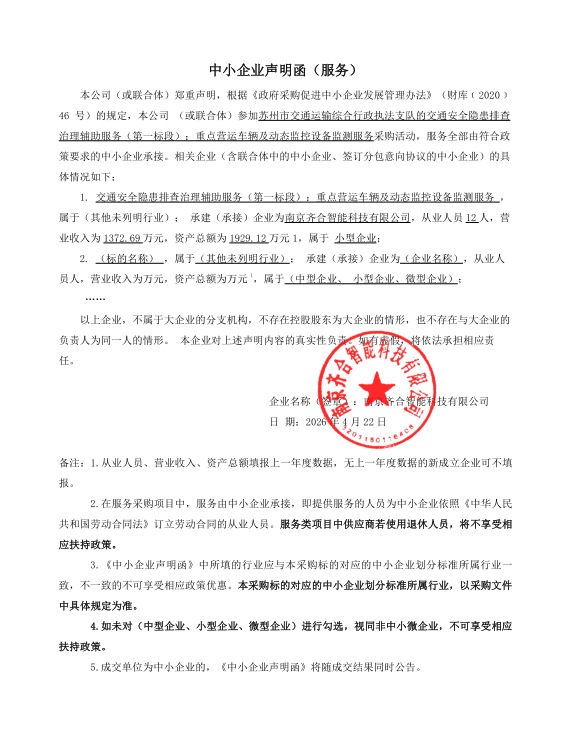 中小企业声明函（服务）
本公司（或联合体）郑重声明，根据《政府采购促进中小企业发展管理办法》（财库﹝2020﹞
46 号）的规定，本公司 （或联合体）参加苏州市交通运输综合行政执法支队的交通安全隐患排查
治理辅助服务（第一标段）；重点营运车辆及动态监控设备监测服务采购活动，服务全部由符合政
策要求的中小企业承接。相关企业（含联合体中的中小企业、签订分包意向协议的中小企业）的具
体情况如下：
1. 交通安全隐患排查治理辅助服务（第一标段）；重点营运车辆及动态监控设备监测服务 ，
属于（其他未列明行业）； 承建（承接）企业为南京齐合智能科技有限公司，从业人员 12 人，营
业收入为 1372.69 万元，资产总额为 1929.12 万元 1，属于 小型企业；
2. （标的名称） ，属于（其他未列明行业）； 承建（承接）企业为（企业名称），从业人
员人，营业收入为万元，资产总额为万元 1，属于（中型企业、 小型企业、微型企业）；
……
以上企业，不属于大企业的分支机构，不存在控股股东为大企业的情形，也不存在与大企业的
负责人为同一人的情形。 本企业对上述声明内容的真实性负责。如有虚假，将依法承担相应责
任。
企业名称（签章）：南京齐合智能科技有限公司
日 期：2026 年 4 月 22 日
南京齐合智能科技有限公司
备注：1.从业人员、营业收入、资产总额填报上一年度数据，无上一年度数据的新成立企业可不填
报。
2.在服务采购项目中，服务由中小企业承接，即提供服务的人员为中小企业依照《中华人民
共和国劳动合同法》订立劳动合同的从业人员。服务类项目中供应商若使用退休人员，将不享受相
应扶持政策。
3.《中小企业声明函》中所填的行业应与本采购标的对应的中小企业划分标准所属行业一
致，不一致的不可享受相应政策优惠。本采购标的对应的中小企业划分标准所属行业，以采购文件
中具体规定为准。
4.如未对（中型企业、小型企业、微型企业）进行勾选，视同非中小微企业，不可享受相应
扶持政策。
5.成交单位为中小企业的，《中小企业声明函》将随成交结果同时公告。